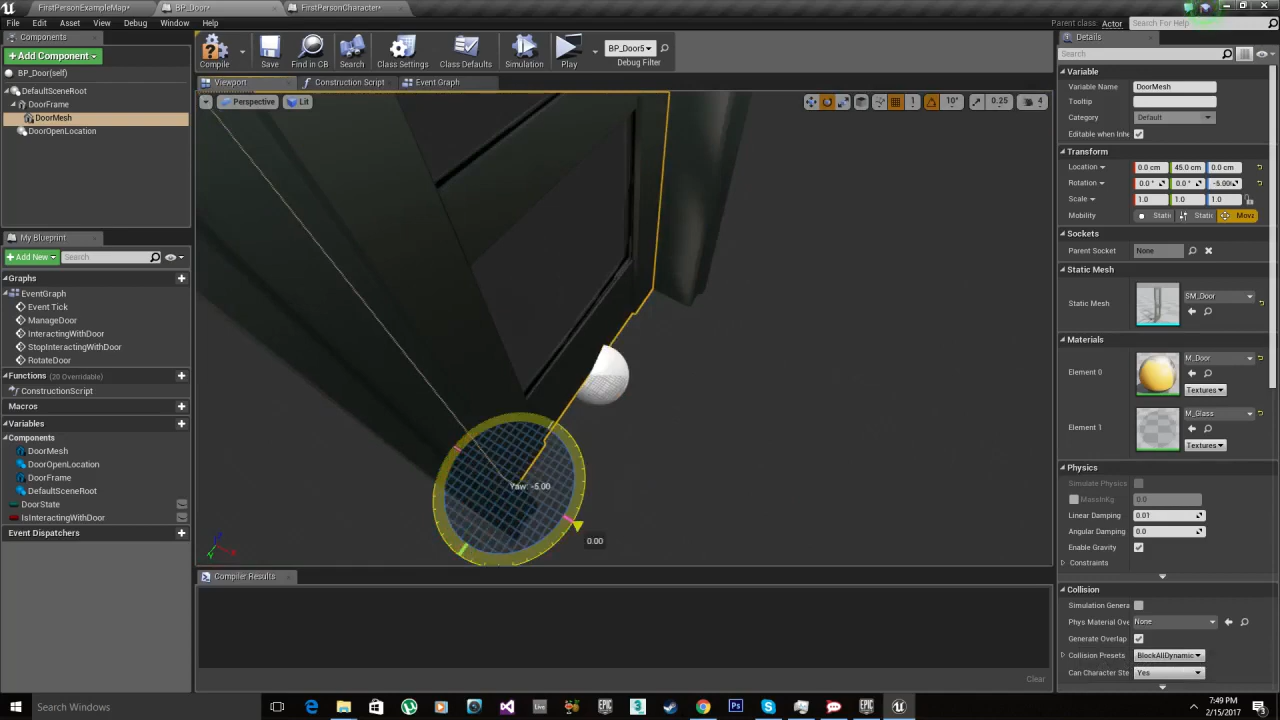 FirstPersonExampleMap*
BP_Door*
FirstPersonCharacter*
File Edit Asset View Debug Window Help
Parent class: Actor
Search For Help
Components
Add Component
BP_Door(self)
DefaultSceneRoot
DoorFrame
DoorMesh
DoorOpenLocation
My Blueprint
Add New
Search
Graphs
EventGraph
Event Tick
ManageDoor
InteractingWithDoor
StopInteractingWithDoor
RotateDoor
Functions (20 Overridable)
ConstructionScript
Macros
Variables
Components
DoorMesh
DoorOpenLocation
DoorFrame
DefaultSceneRoot
DoorState
IsInteractingWithDoor
Event Dispatchers
Compile
Save
Find in CB
Search
Class Settings
Class Defaults
Simulation
Play
BP_Door5
Debug Filter
Viewport
Construction Script
Event Graph
Perspective
Lit
10°
0.25
4
Yaw: -5.00
0.00
Compiler Results
Clear
Details
Search
Variable
Variable Name DoorMesh
Tooltip
Category Default
Editable when Inhe
Transform
Location 0.0 cm 45.0 cm 0.0 cm
Rotation 0.0 ° 0.0 °
Scale 1.0 1.0 1.0
Mobility Static Static Mova
Sockets
Parent Socket None
Static Mesh
Static Mesh SM_Door
Materials
Element 0 M_Door
Textures
Element 1 M_Glass
Textures
Physics
Simulate Physics
MassInKg 0.0
Linear Damping 0.01
Angular Damping 0.0
Enable Gravity
Constraints
Collision
Simulation Genera
Phys Material Ove None
Generate Overlap
Collision Presets BlockAllDynamic
Can Character Ste Yes
Search Windows
7:49 PM
2/15/2017